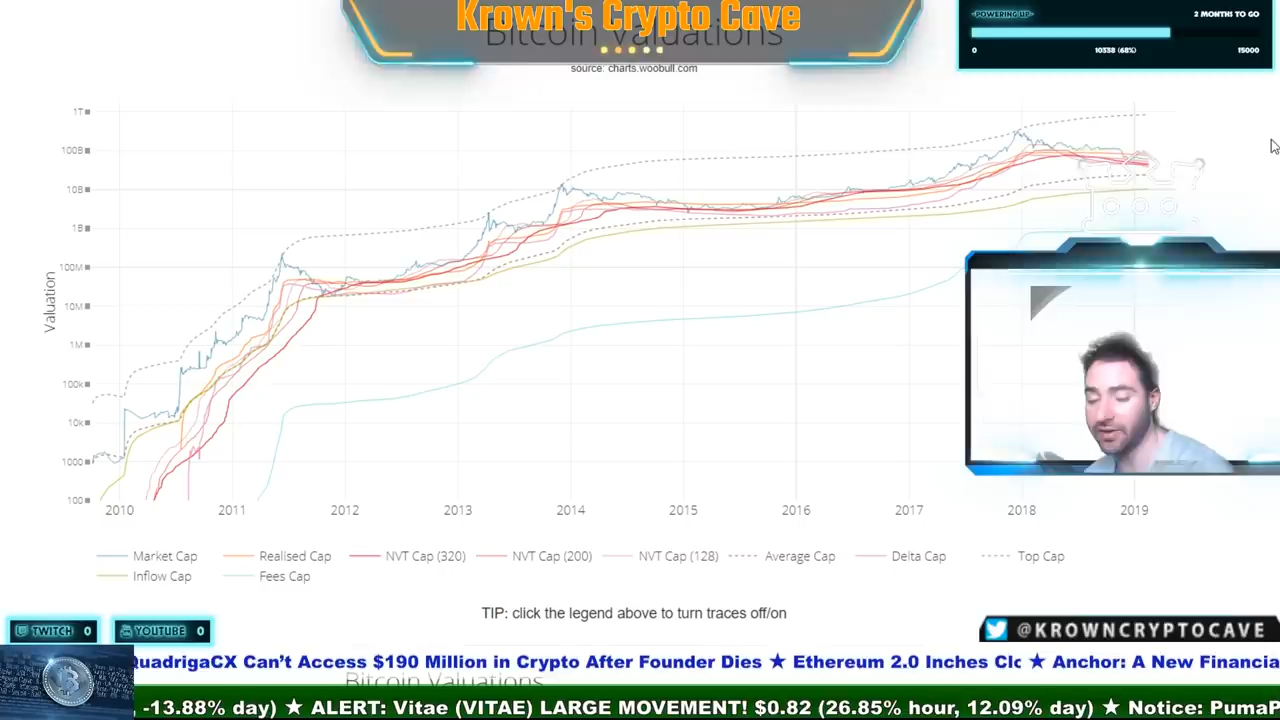 Krown's Crypto Cave
Bitcoin Valuations
source: charts.woobull.com
-POWERING UP-
2 MONTHS TO GO
0
10338 (68%)
15000
1T
100B
10B
1B
100M
10M
1M
100k
10k
1000
100
Valuation
2010
2011
2012
2013
2014
2015
2016
2017
2018
2019
Market Cap
Realised Cap
NVT Cap (320)
NVT Cap (200)
NVT Cap (128)
Average Cap
Delta Cap
Top Cap
Inflow Cap
Fees Cap
TIP: click the legend above to turn traces off/on
TWITCH 0
YOUTUBE 0
@KROWNCRYPTOCAVE
QuadrigaCX Can't Access $190 Million in Crypto After Founder Dies ★ Ethereum 2.0 Inches Clc ★ Anchor: A New Financia
Bitcoin Valuations
, -13.88% day) ★ ALERT: Vitae (VITAE) LARGE MOVEMENT! $0.82 (26.85% hour, 12.09% day) ★ Notice: PumaP